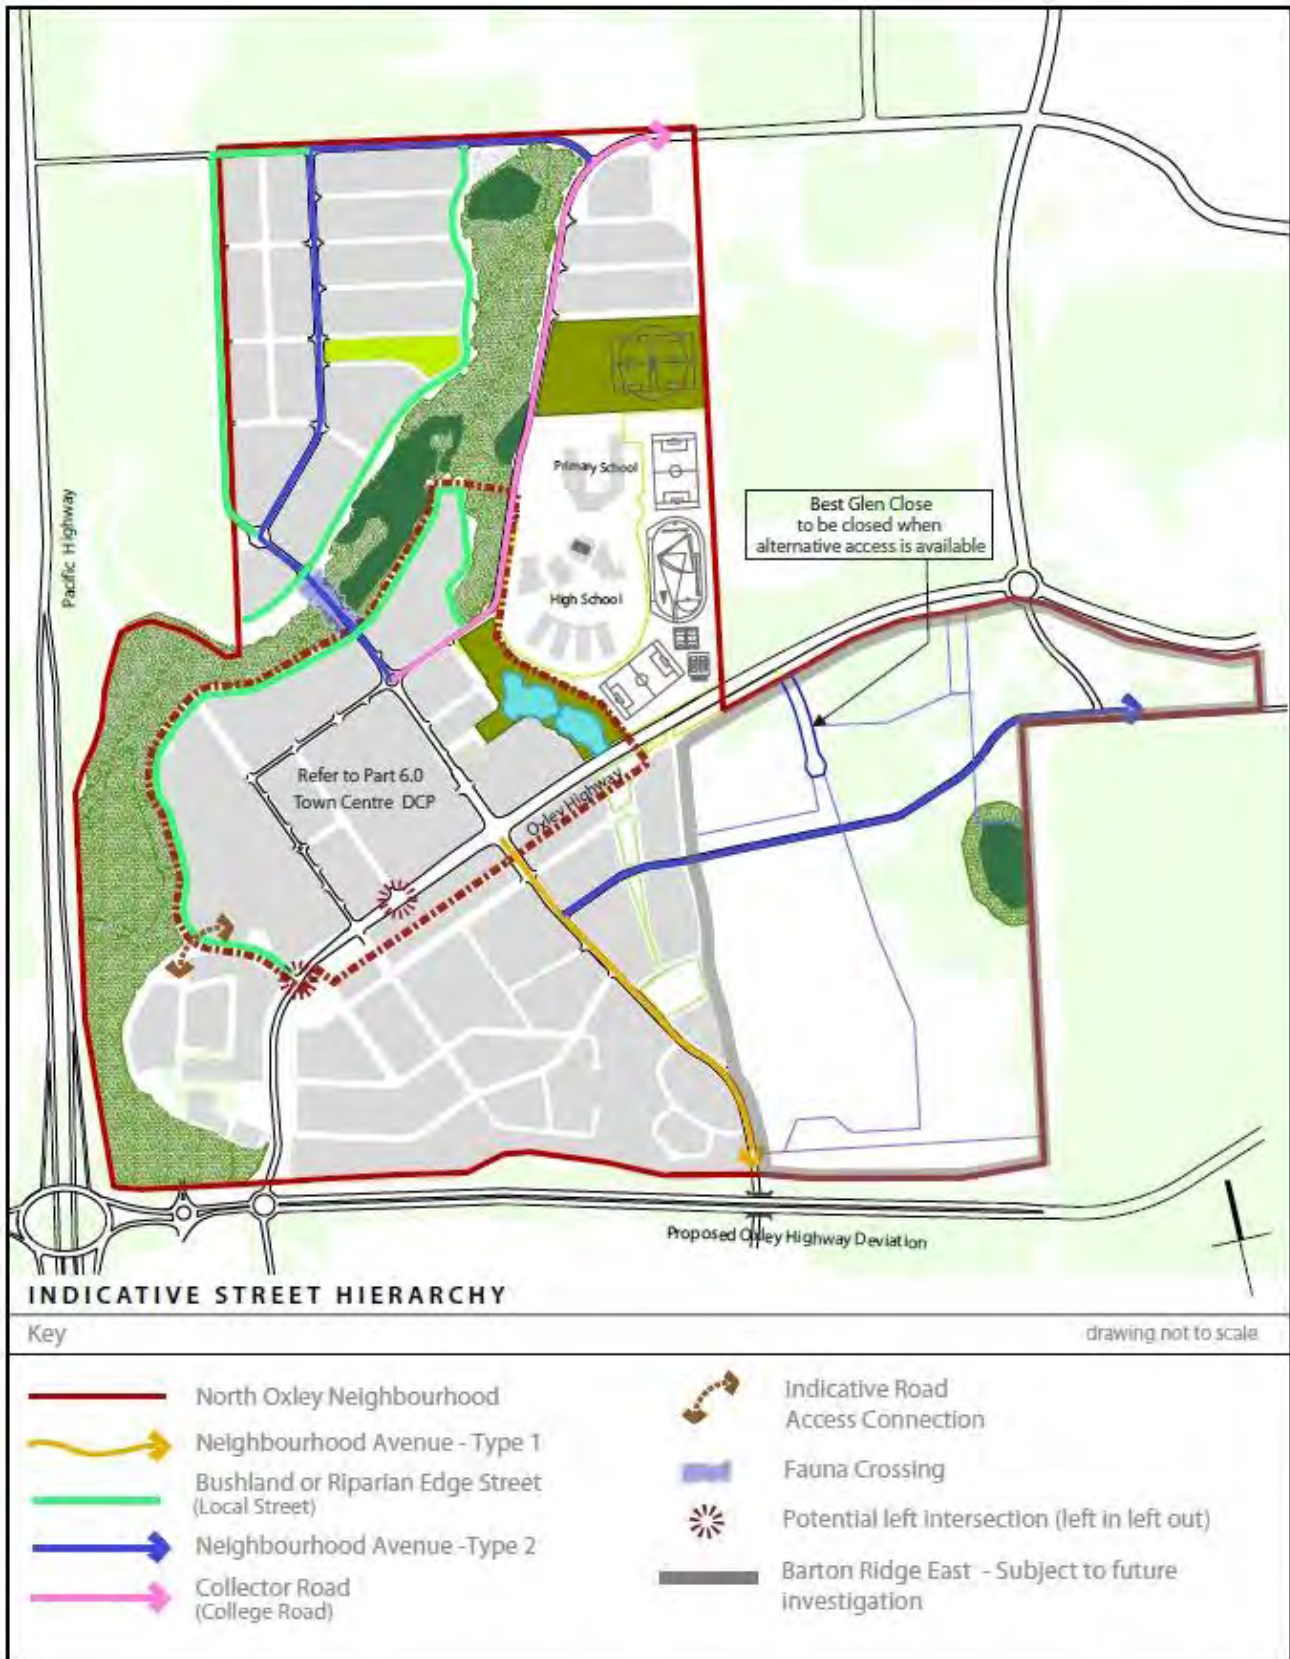 Primary School
Best Glen Close
to be closed when
alternative access is available
Pacific Highway
High School
Refer to Part 6.0
Town Centre DCP
Oxley Highway
Proposed Oxley Highway Deviation
INDICATIVE STREET HIERARCHY
Key
drawing not to scale
North Oxley Neighbourhood
Neighbourhood Avenue - Type 1
Bushland or Riparian Edge Street
(Local Street)
Neighbourhood Avenue -Type 2
Collector Road
(College Road)
Indicative Road
Access Connection
Fauna Crossing
Potential left intersection (left in left out)
Barton Ridge East - Subject to future
investigation